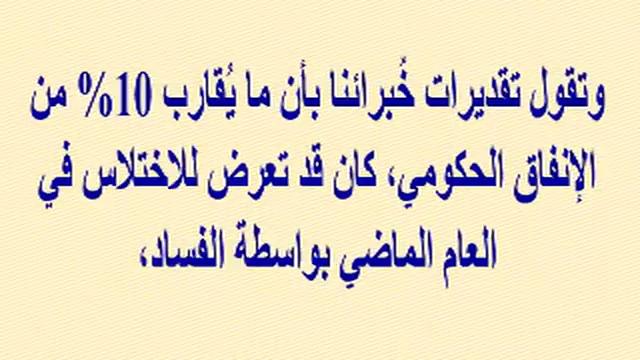 وتقول تقديرات خُبرائنا بأن ما يُقارب 10% من
الإنفاق الحكومي، كان قد تعرض للاختلاس في
العام الماضي بواسطة الفساد،